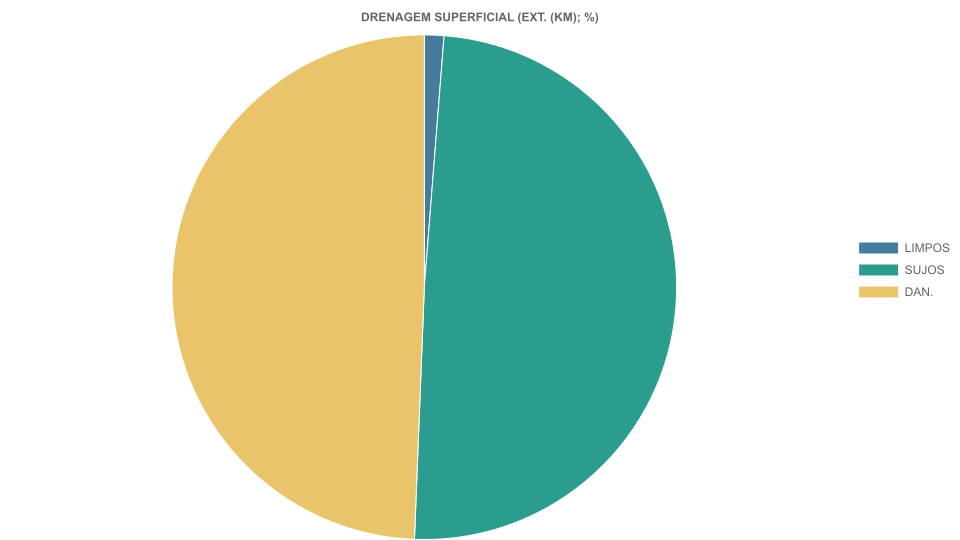 DRENAGEM SUPERFICIAL (EXT. (KM); %)
LIMPOS
SUJOS
DAN.